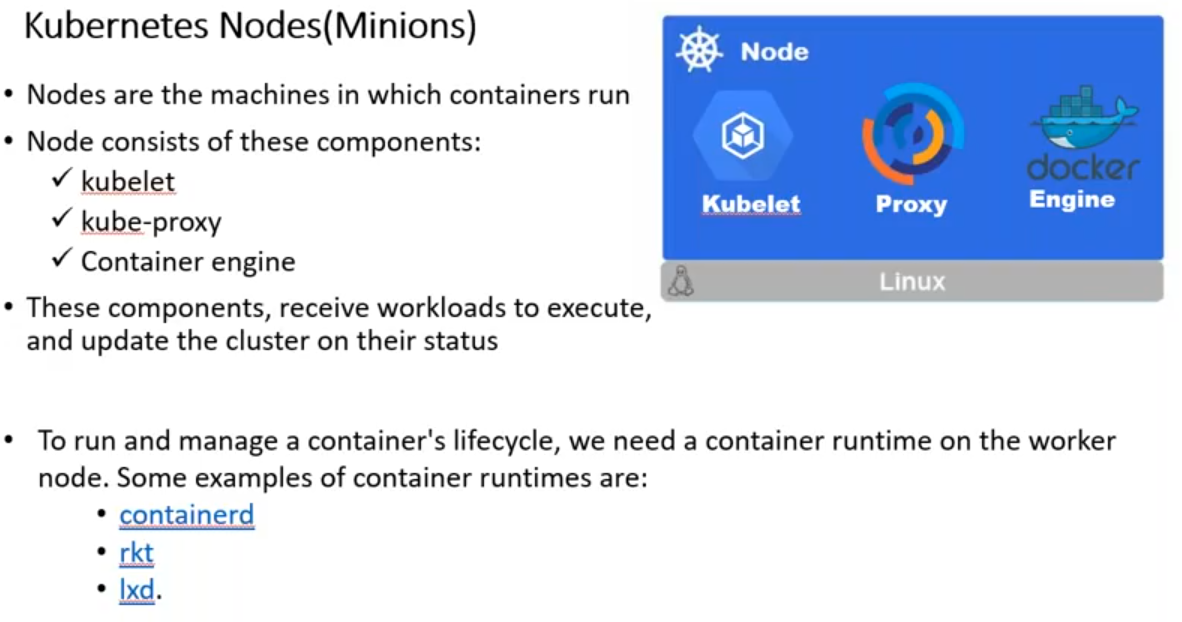 Kubernetes Nodes(Minions)
• Nodes are the machines in which containers run
• Node consists of these components:
✓ kubelet
✓ kube-proxy
✓ Container engine
• These components, receive workloads to execute,
and update the cluster on their status
Node
Kubelet
Proxy
docker
Engine
Linux
• To run and manage a container's lifecycle, we need a container runtime on the worker
node. Some examples of container runtimes are:
• containerd
• rkt
• lxd.